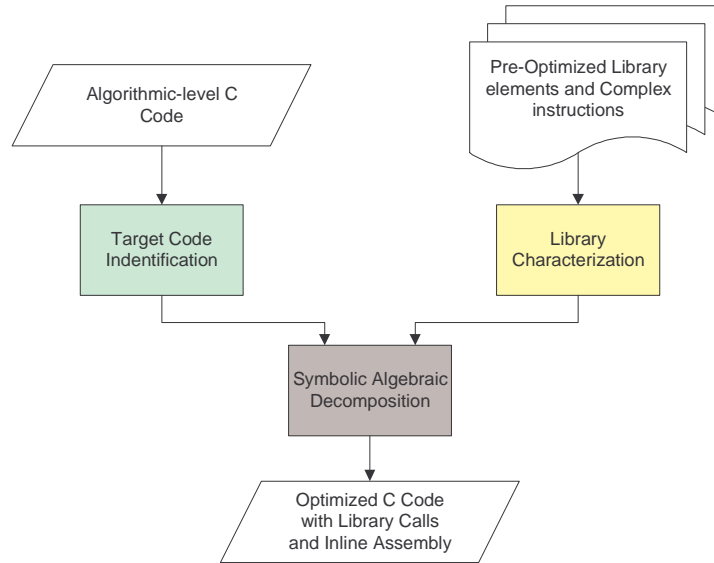 Algorithmic-level C
Code
Pre-Optimized Library
elements and Complex
instructions
Target Code
Indentification
Library
Characterization
Symbolic Algebraic
Decomposition
Optimized C Code
with Library Calls
and Inline Assembly